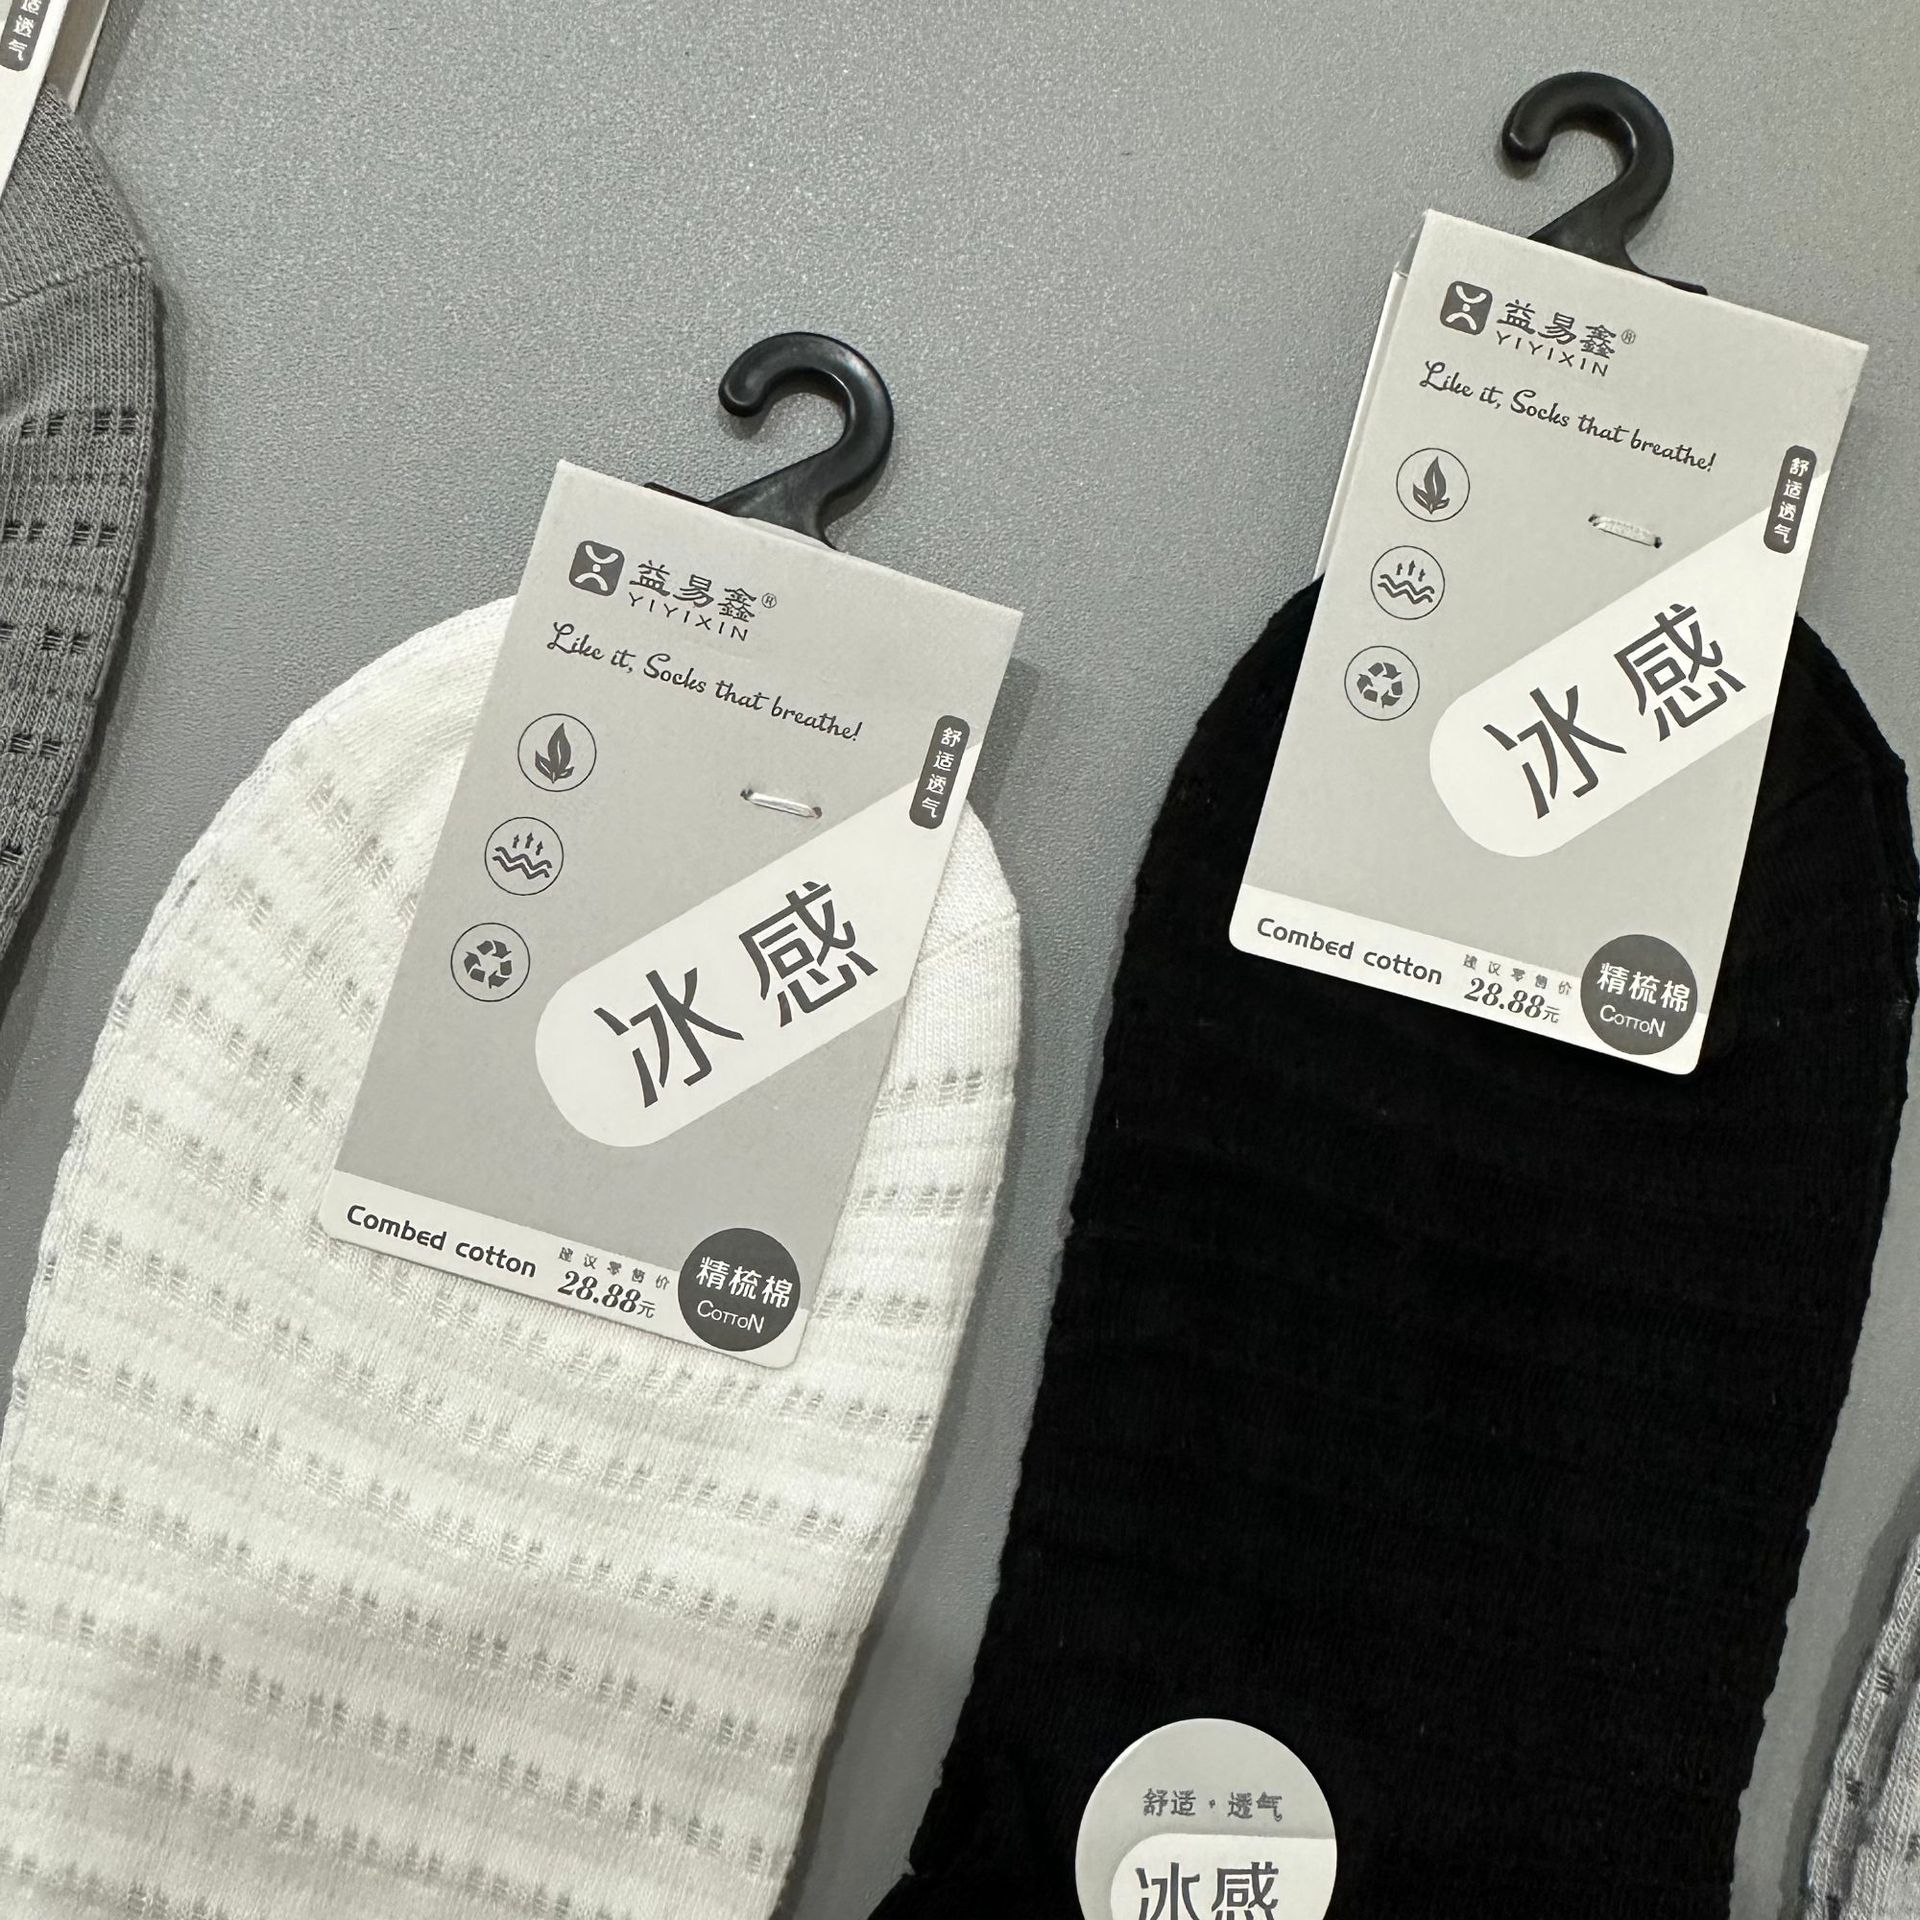 适透气
益易鑫®
YIYIXIN
Like it, Socks that breathe!
舒适透气
冰感
Combed cotton
建议零售价
28.88元
精梳棉
COTTON
益易鑫®
YIYIXIN
Like it, Socks that breathe!
舒适透气
冰感
Combed cotton
建议零售价
28.88元
精梳棉
COTTON
舒适·透气
冰感